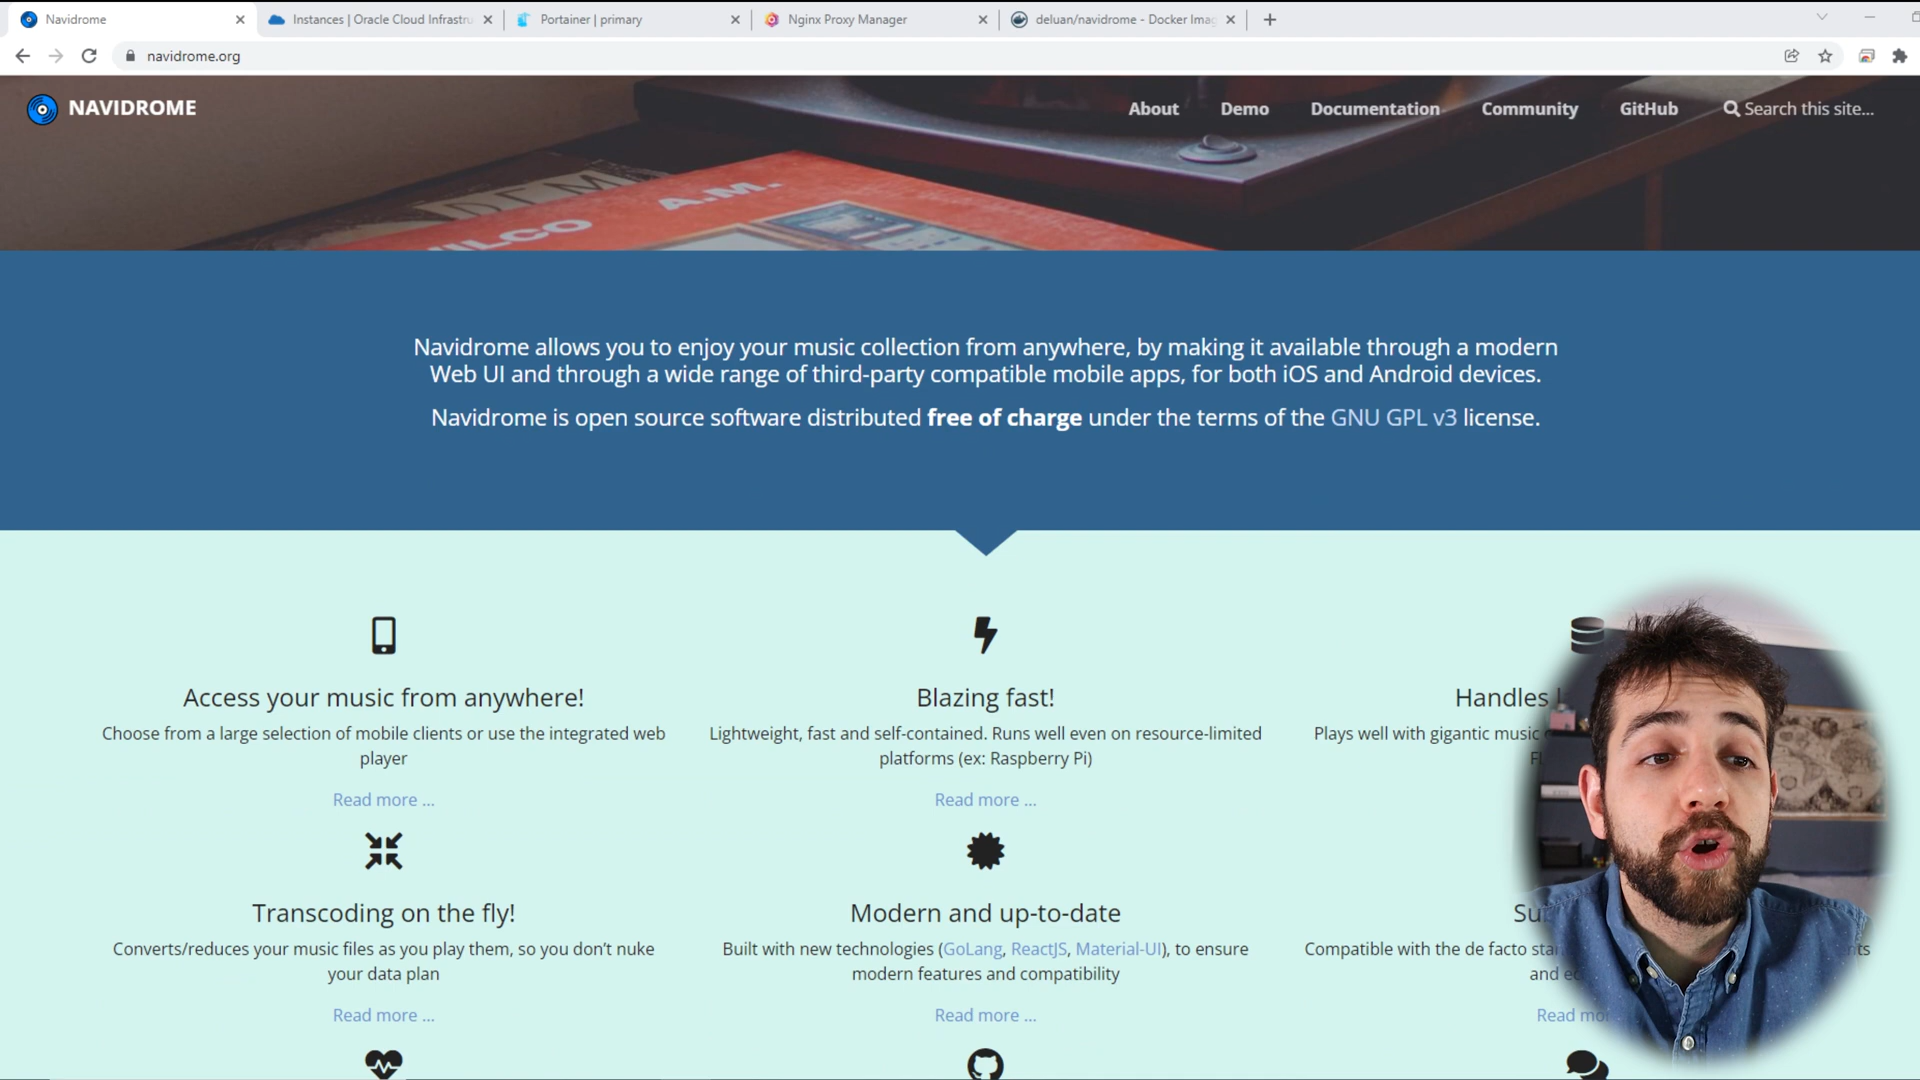 Navidrome
Instances | Oracle Cloud Infrastru
Portainer | primary
Nginx Proxy Manager
deluan/navidrome - Docker Imag
navidrome.org
NAVIDROME
About
Demo
Documentation
Community
GitHub
Search this site...
DEM
A.M.
ILCO
Navidrome allows you to enjoy your music collection from anywhere, by making it available through a modern
Web UI and through a wide range of third-party compatible mobile apps, for both iOS and Android devices.
Navidrome is open source software distributed free of charge under the terms of the GNU GPL v3 license.
Access your music from anywhere!
Choose from a large selection of mobile clients or use the integrated web
player
Read more ...
Blazing fast!
Lightweight, fast and self-contained. Runs well even on resource-limited
platforms (ex: Raspberry Pi)
Read more ...
Handles
Plays well with gigantic music
Transcoding on the fly!
Converts/reduces your music files as you play them, so you don't nuke
your data plan
Read more ...
Modern and up-to-date
Built with new technologies (GoLang, ReactJS, Material-UI), to ensure
modern features and compatibility
Read more ...
Su
Compatible with the de facto sta nts
and
Read mo